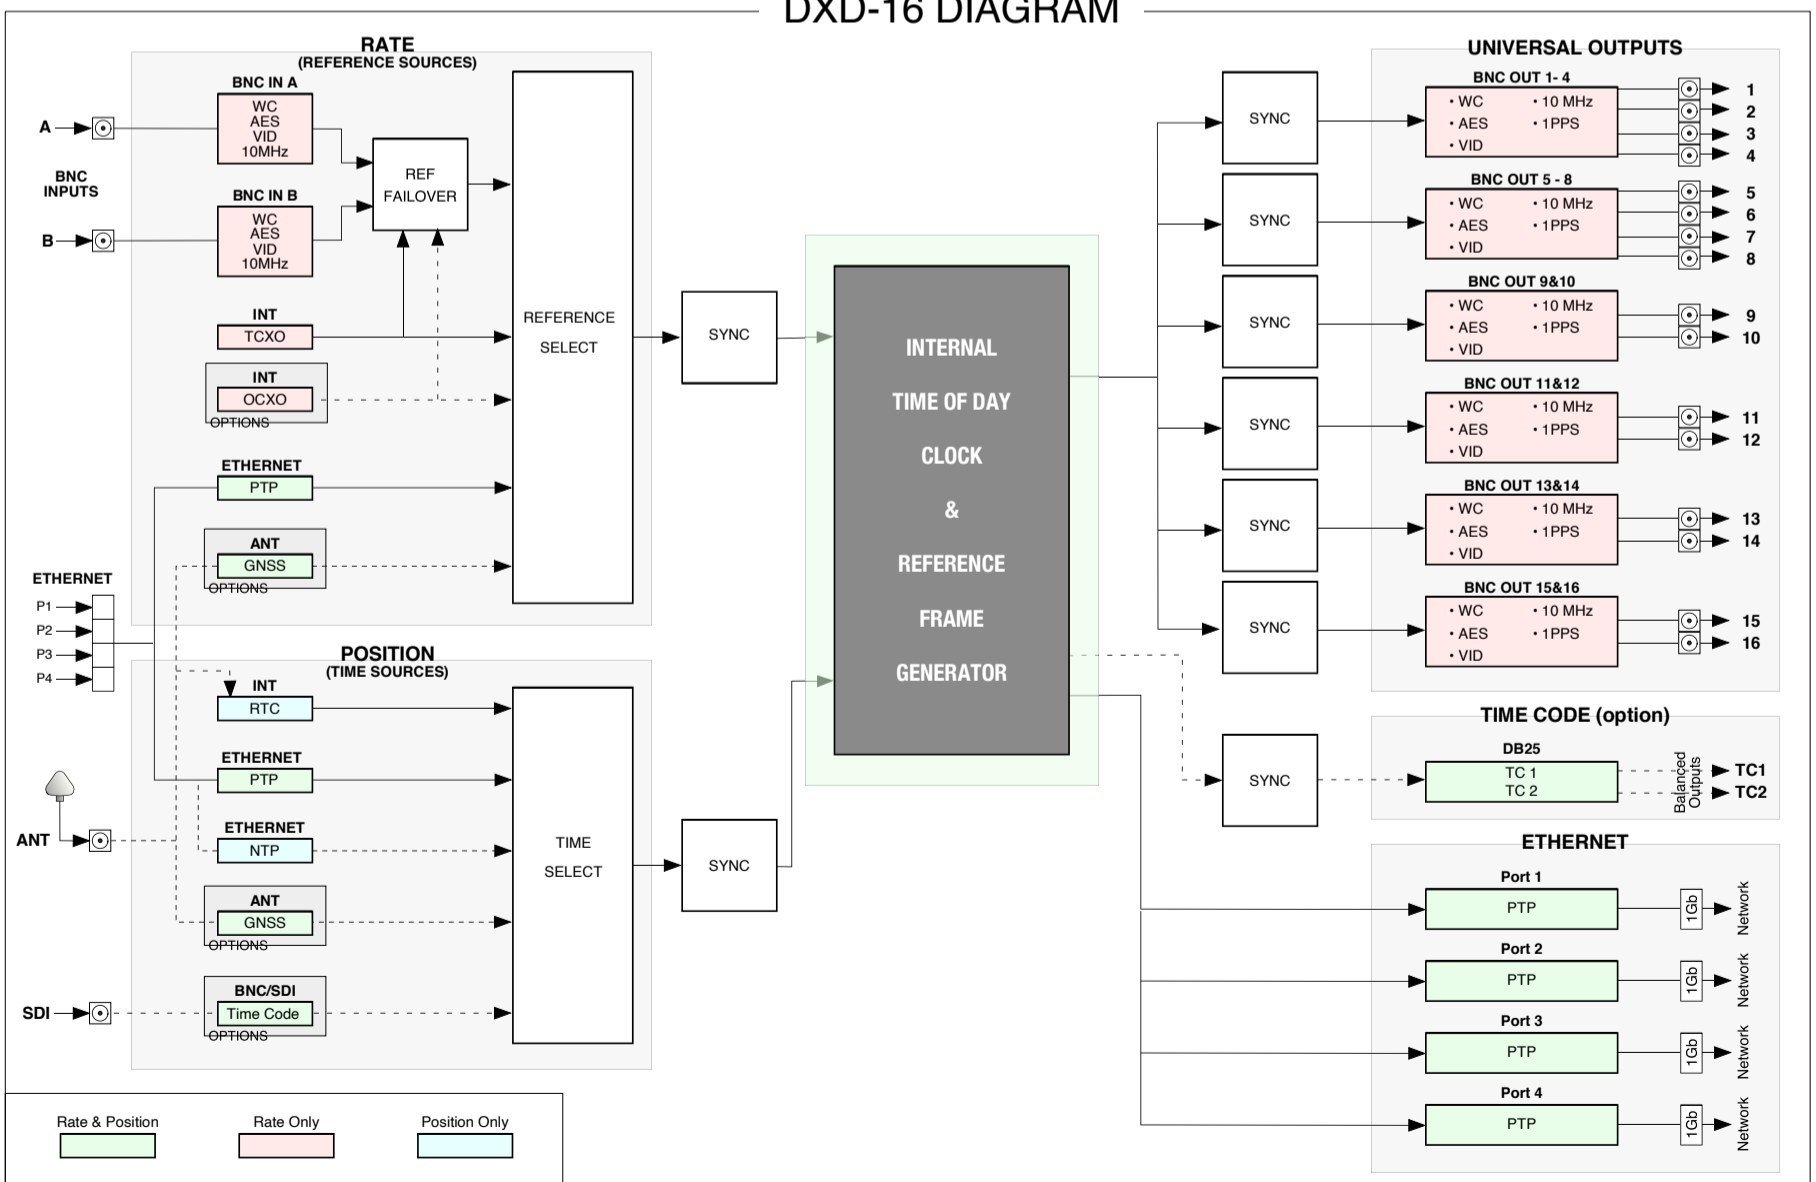 DXD-16 DIAGRAM
RATE
(REFERENCE SOURCES)
BNC IN A
WC
AES
VID
10MHz
A
BNC
INPUTS
B
BNC IN B
WC
AES
VID
10MHz
REF
FAILOVER
INT
TCXO
INT
OCXO
OPTIONS
ETHERNET
PTP
ANT
GNSS
OPTIONS
REFERENCE
SELECT
SYNC
ETHERNET
P1
P2
P3
P4
POSITION
(TIME SOURCES)
INT
RTC
ETHERNET
PTP
ETHERNET
NTP
ANT
ANT
GNSS
OPTIONS
SDI
BNC/SDI
Time Code
OPTIONS
TIME
SELECT
SYNC
INTERNAL
TIME OF DAY
CLOCK
&
REFERENCE
FRAME
GENERATOR
SYNC
SYNC
SYNC
SYNC
SYNC
SYNC
SYNC
UNIVERSAL OUTPUTS
BNC OUT 1- 4
• WC • 10 MHz
• AES • 1PPS
• VID
1
2
3
4
BNC OUT 5 - 8
• WC • 10 MHz
• AES • 1PPS
• VID
5
6
7
8
BNC OUT 9&10
• WC • 10 MHz
• AES • 1PPS
• VID
9
10
BNC OUT 11&12
• WC • 10 MHz
• AES • 1PPS
• VID
11
12
BNC OUT 13&14
• WC • 10 MHz
• AES • 1PPS
• VID
13
14
BNC OUT 15&16
• WC • 10 MHz
• AES • 1PPS
• VID
15
16
TIME CODE (option)
DB25
TC 1
TC 2
Balanced
Outputs
TC1
TC2
ETHERNET
Port 1
PTP
1Gb
Network
Port 2
PTP
1Gb
Network
Port 3
PTP
1Gb
Network
Port 4
PTP
1Gb
Network
Rate & Position
Rate Only
Position Only